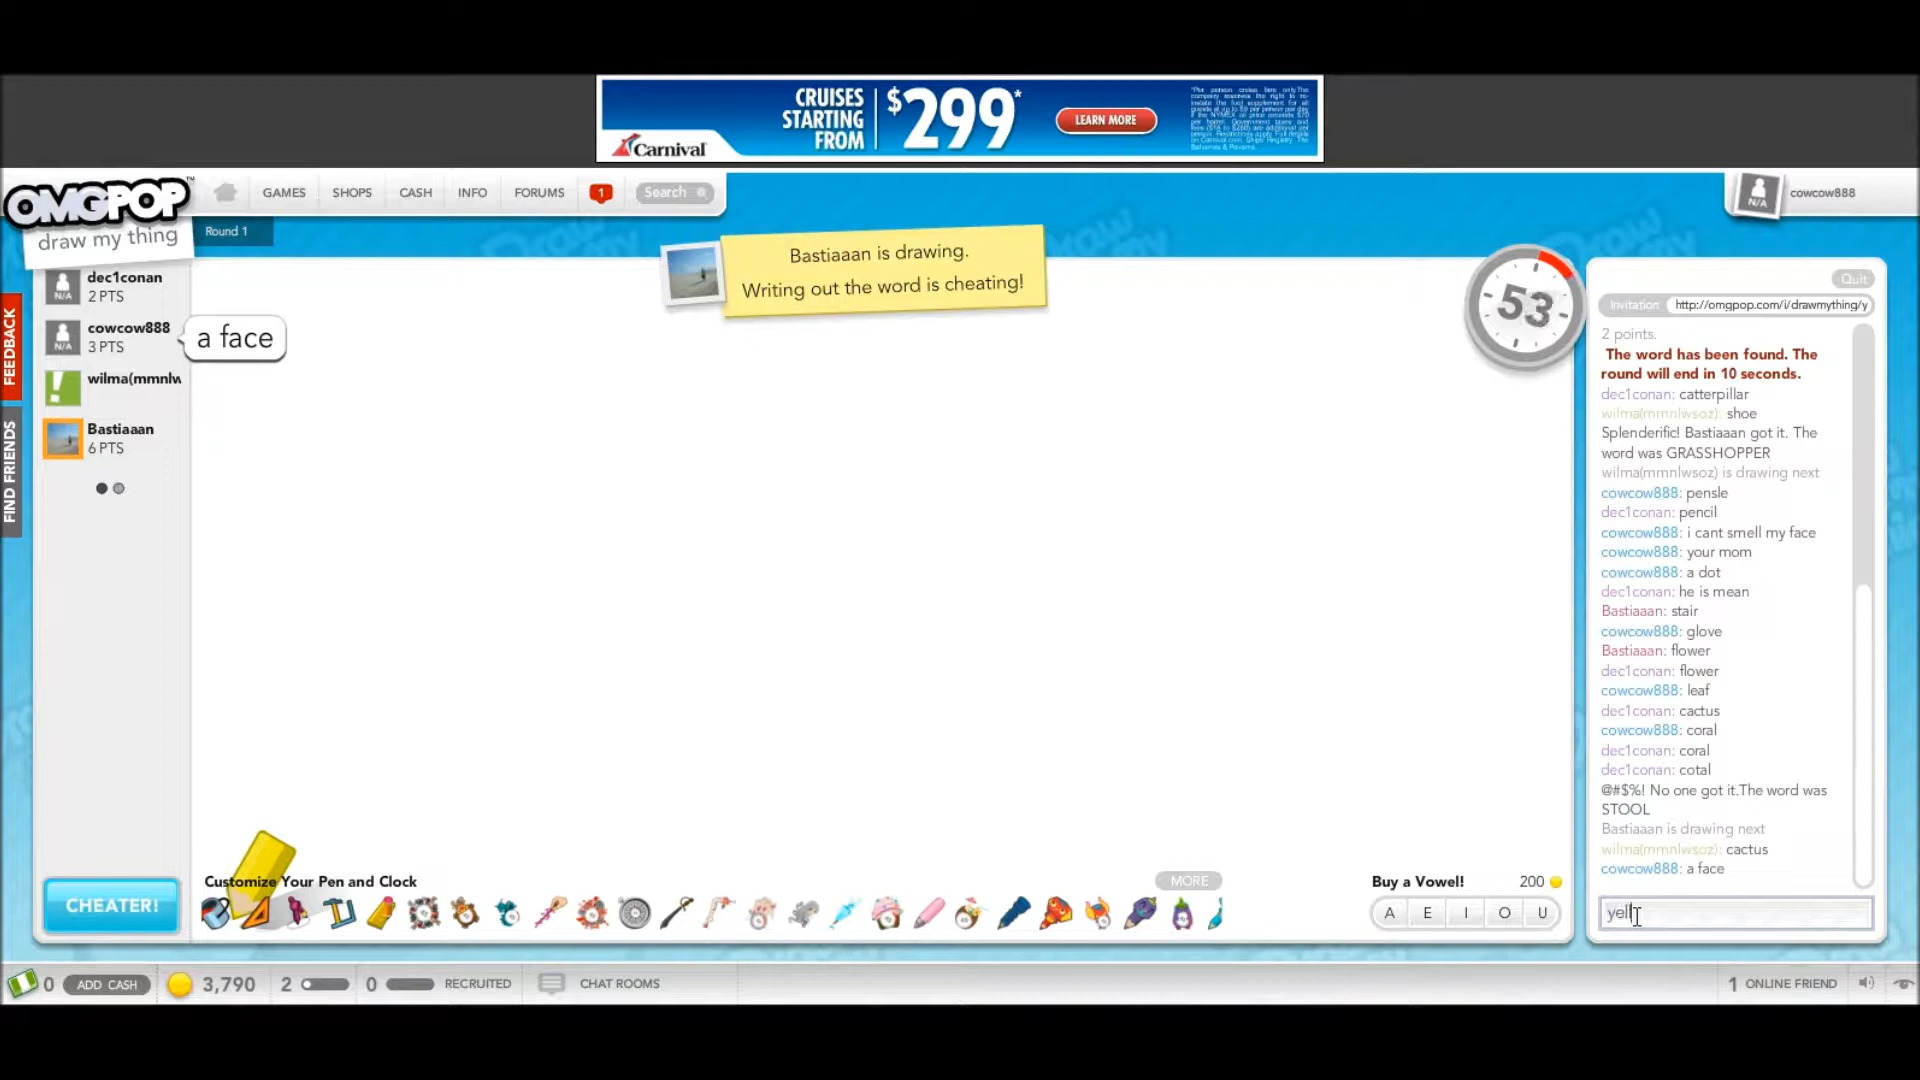 CRUISES
STARTING
FROM
$299*
LEARN MORE
Carnival
OMGPOP™
GAMES
SHOPS
CASH
INFO
FORUMS
1
Search
cowcow888
draw my thing
Round 1
Bastiaaan is drawing.
Writing out the word is cheating!
53
dec1conan
2 PTS
cowcow888
3 PTS
a face
wilma(mmnlw
Bastiaaan
6 PTS
N/A
N/A
N/A
FEEDBACK
FIND FRIENDS
CHEATER!
Quit
Invitation http://omgpop.com/i/drawmything/y
2 points.
The word has been found. The
round will end in 10 seconds.
dec1conan: catterpillar
wilma(mmnlwsoz): shoe
Splenderific! Bastiaaan got it. The
word was GRASSHOPPER
wilma(mmnlwsoz) is drawing next
cowcow888: pensle
dec1conan: pencil
cowcow888: i cant smell my face
cowcow888: your mom
cowcow888: a dot
dec1conan: he is mean
Bastiaaan: stair
cowcow888: glove
Bastiaaan: flower
dec1conan: flower
cowcow888: leaf
dec1conan: cactus
cowcow888: coral
dec1conan: coral
dec1conan: cotal
@#$%! No one got it.The word was
STOOL
Bastiaaan is drawing next
wilma(mmnlwsoz): cactus
cowcow888: a face
yell
Customize Your Pen and Clock
MORE
Buy a Vowel! 200
A E I O U
0 ADD CASH 3,790 2 0 RECRUITED CHAT ROOMS
1 ONLINE FRIEND